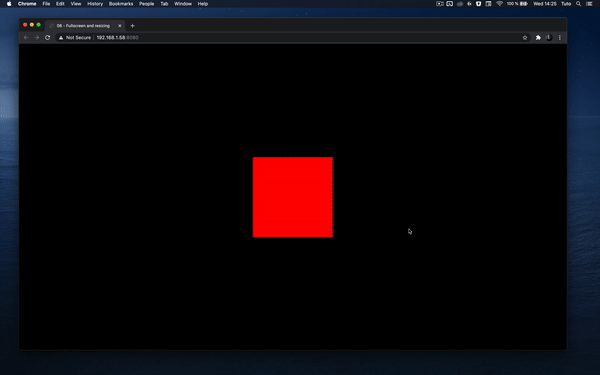 Chrome File Edit View History Bookmarks People Tab Window Help 100 % Wed 14:25 Tuto
08 - Fullscreen and resizing
Not Secure 192.168.1.58:8080